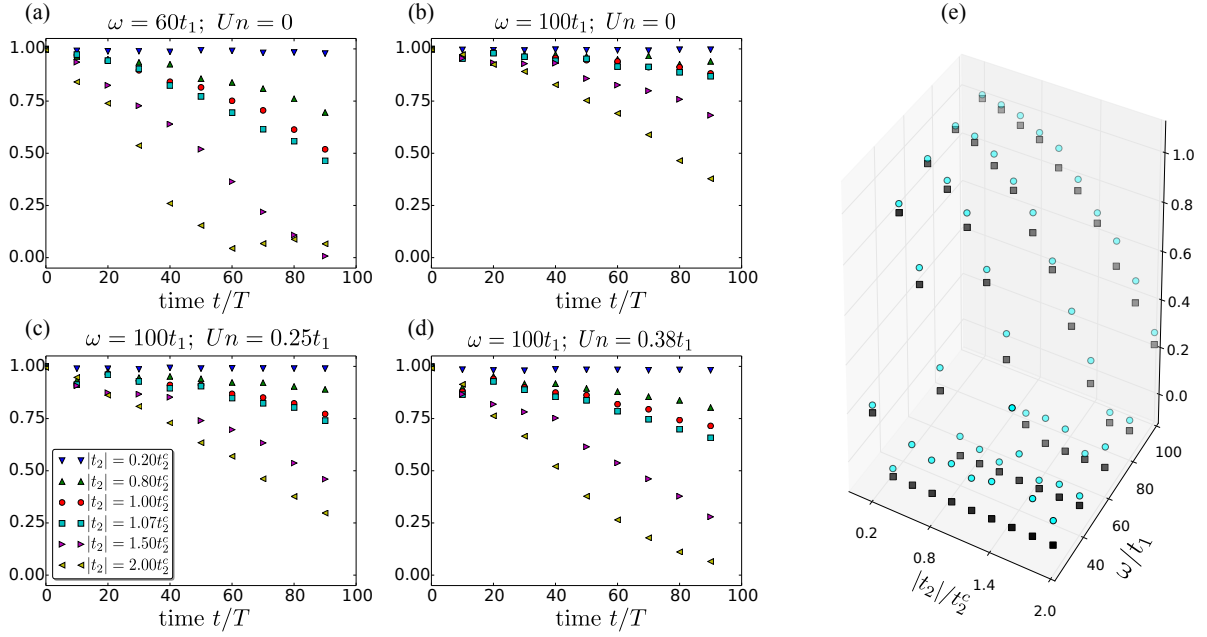 (a)
ω = 60t₁; Un = 0
1.00
0.75
0.50
0.25
0.00
0 20 40 60 80 100
time t/T
(b)
ω = 100t₁; Un = 0
1.00
0.75
0.50
0.25
0.00
0 20 40 60 80 100
time t/T
(c)
ω = 100t₁; Un = 0.25t₁
1.00
0.75
0.50
0.25
0.00
|t₂| = 0.20t₂ᶜ
|t₂| = 0.80t₂ᶜ
|t₂| = 1.00t₂ᶜ
|t₂| = 1.07t₂ᶜ
|t₂| = 1.50t₂ᶜ
|t₂| = 2.00t₂ᶜ
0 20 40 60 80 100
time t/T
(d)
ω = 100t₁; Un = 0.38t₁
1.00
0.75
0.50
0.25
0.00
0 20 40 60 80 100
time t/T
(e)
1.0
0.8
0.6
0.4
0.2
0.0
100
80
60
40
ω/t₁
0.2
0.8
1.4
2.0
|t₂|/t₂ᶜ